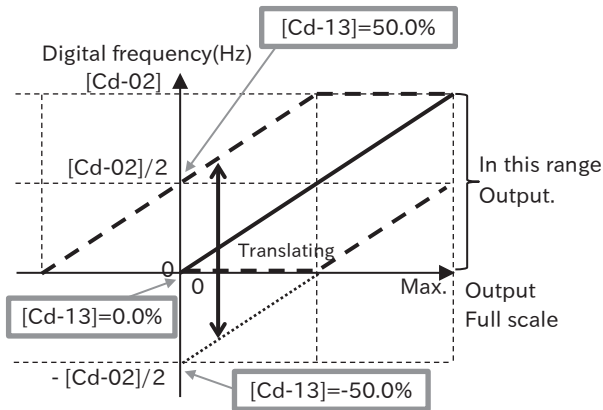 [Cd-13]=50.0%
Digital frequency(Hz)
[Cd-02]
[Cd-02]/2
In this range
Output.
Translating
0
0
Max.
Output
Full scale
[Cd-13]=0.0%
- [Cd-02]/2
[Cd-13]=-50.0%